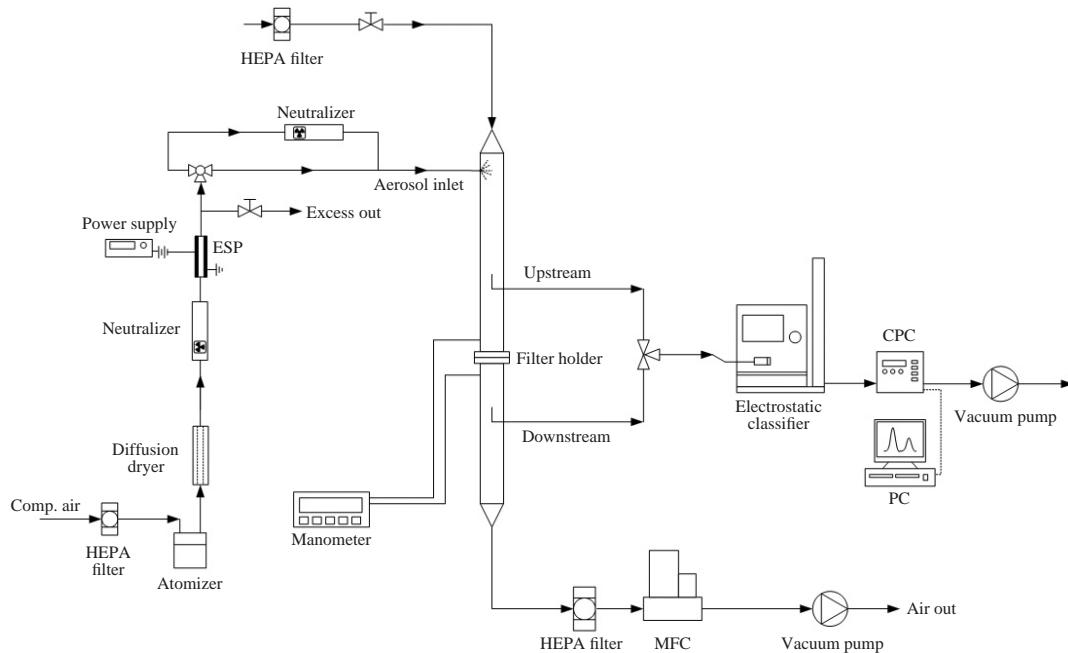 HEPA filter
Neutralizer
Aerosol inlet
Excess out
Power supply
ESP
Upstream
Neutralizer
CPC
Filter holder
Electrostatic
classifier
Vacuum pump
Downstream
Diffusion
dryer
PC
Comp. air
Manometer
HEPA
filter
Atomizer
Air out
HEPA filter
MFC
Vacuum pump